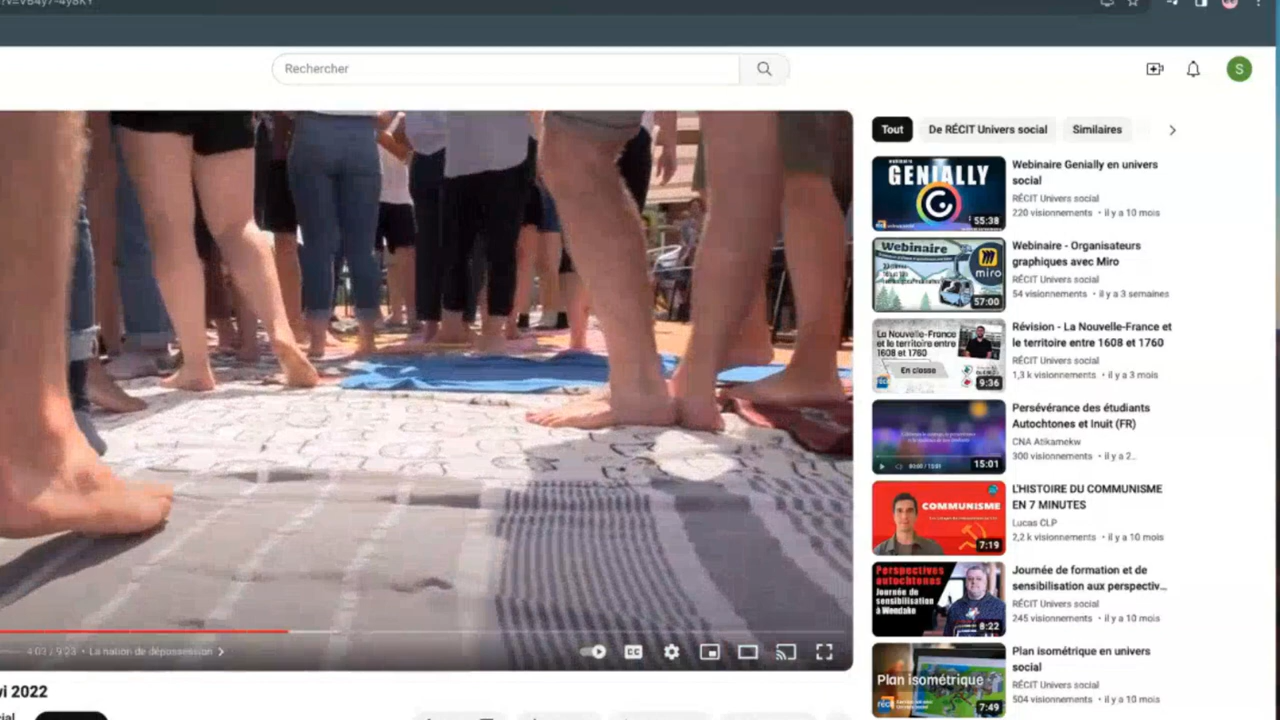 Rechercher
S
Tout
De RÉCIT Univers social
Similaires
GENIALLY
55:38
Webinaire Genially en univers
social
RÉCIT Univers social
220 visionnements • il y a 10 mois
Webinaire
miro
57:00
Webinaire - Organisateurs
graphiques avec Miro
RÉCIT Univers social
54 visionnements • il y a 3 semaines
La Nouvelle-France
et le territoire entre
1608 et 1760
En classe
9:36
Révision - La Nouvelle-France et
le territoire entre 1608 et 1760
RÉCIT Univers social
1,3 k visionnements • il y a 3 mois
15:01
Persévérance des étudiants
Autochtones et Inuit (FR)
CNA Atikamekw
300 visionnements • il y a 2...
COMMUNISME
7:19
L'HISTOIRE DU COMMUNISME
EN 7 MINUTES
Lucas CLP
2,2 k visionnements • il y a 10 mois
Perspectives
autochtones
Journée de
sensibilisation
à Wendake
8:22
Journée de formation et de
sensibilisation aux perspectiv...
RÉCIT Univers social
245 visionnements • il y a 10 mois
Plan isométrique
récit
7:49
Plan isométrique en univers
social
RÉCIT Univers social
504 visionnements • il y a 10 mois
4:03 / 9:23 • La nation de dépossession
CC
vi 2022